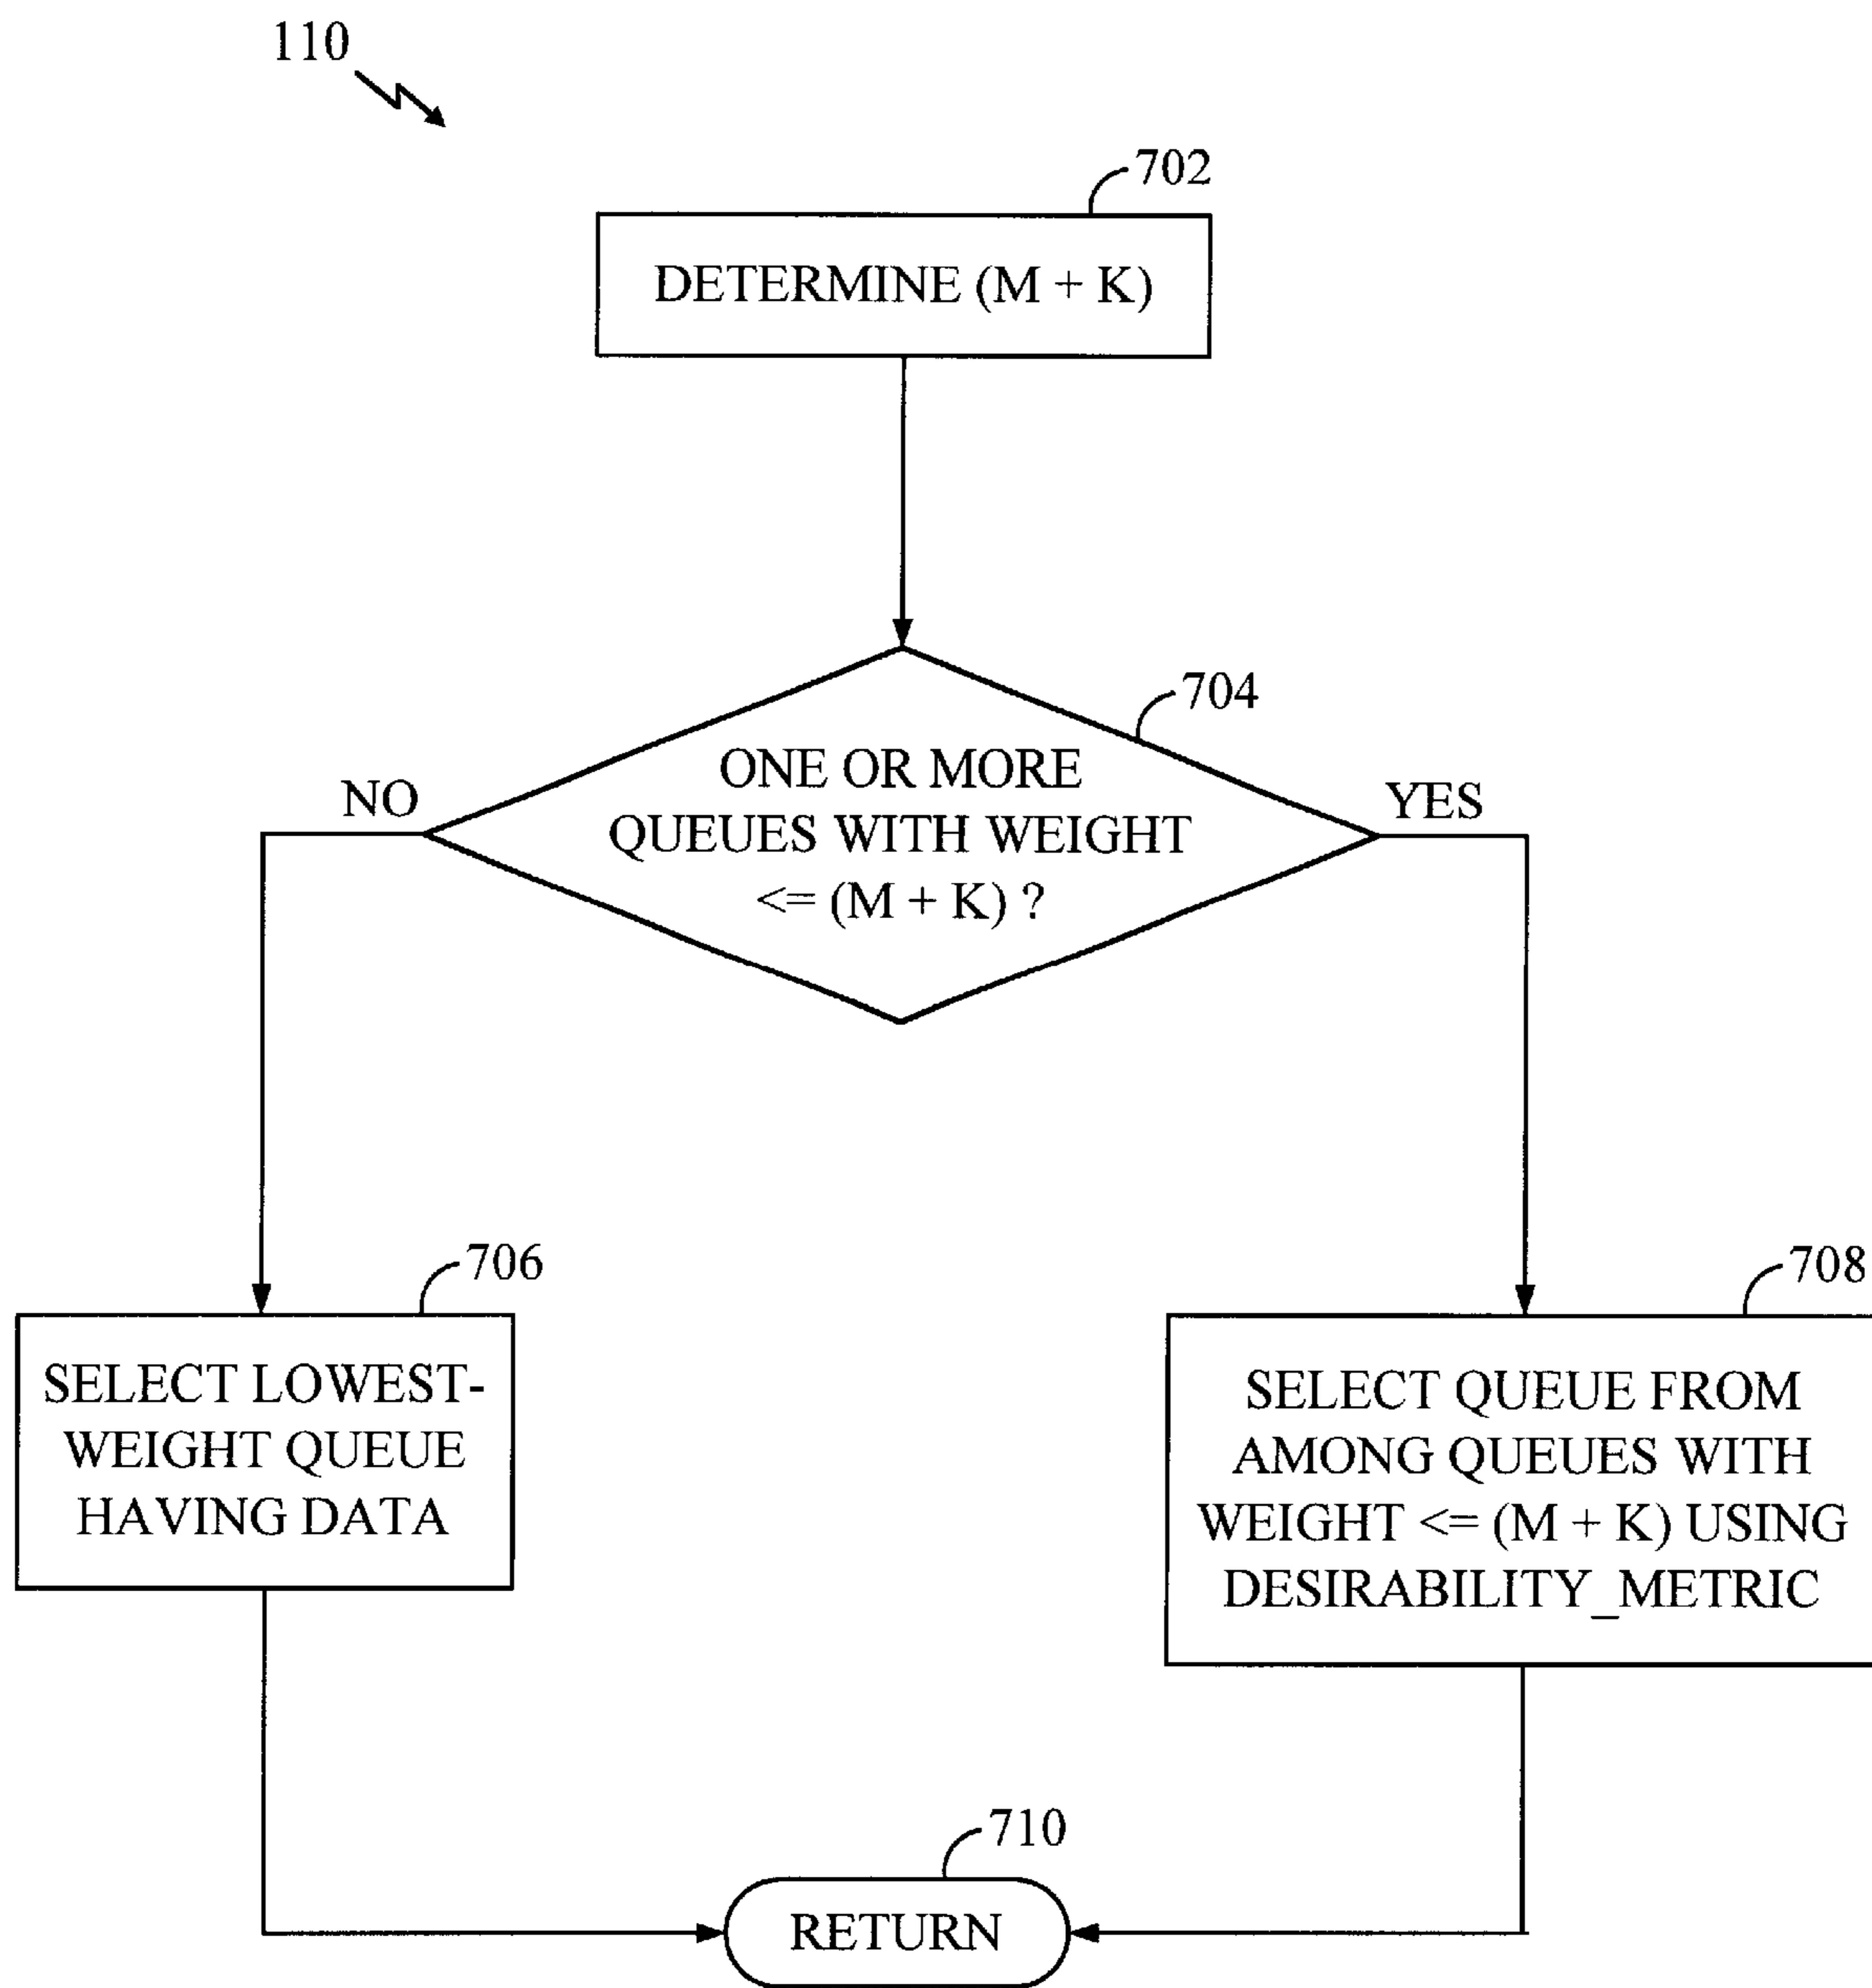 110
702
DETERMINE (M + K)
704
ONE OR MORE
QUEUES WITH WEIGHT
<= (M + K) ?
NO
YES
706
SELECT LOWEST-
WEIGHT QUEUE
HAVING DATA
708
SELECT QUEUE FROM
AMONG QUEUES WITH
WEIGHT <= (M + K) USING
DESIRABILITY_METRIC
710
RETURN